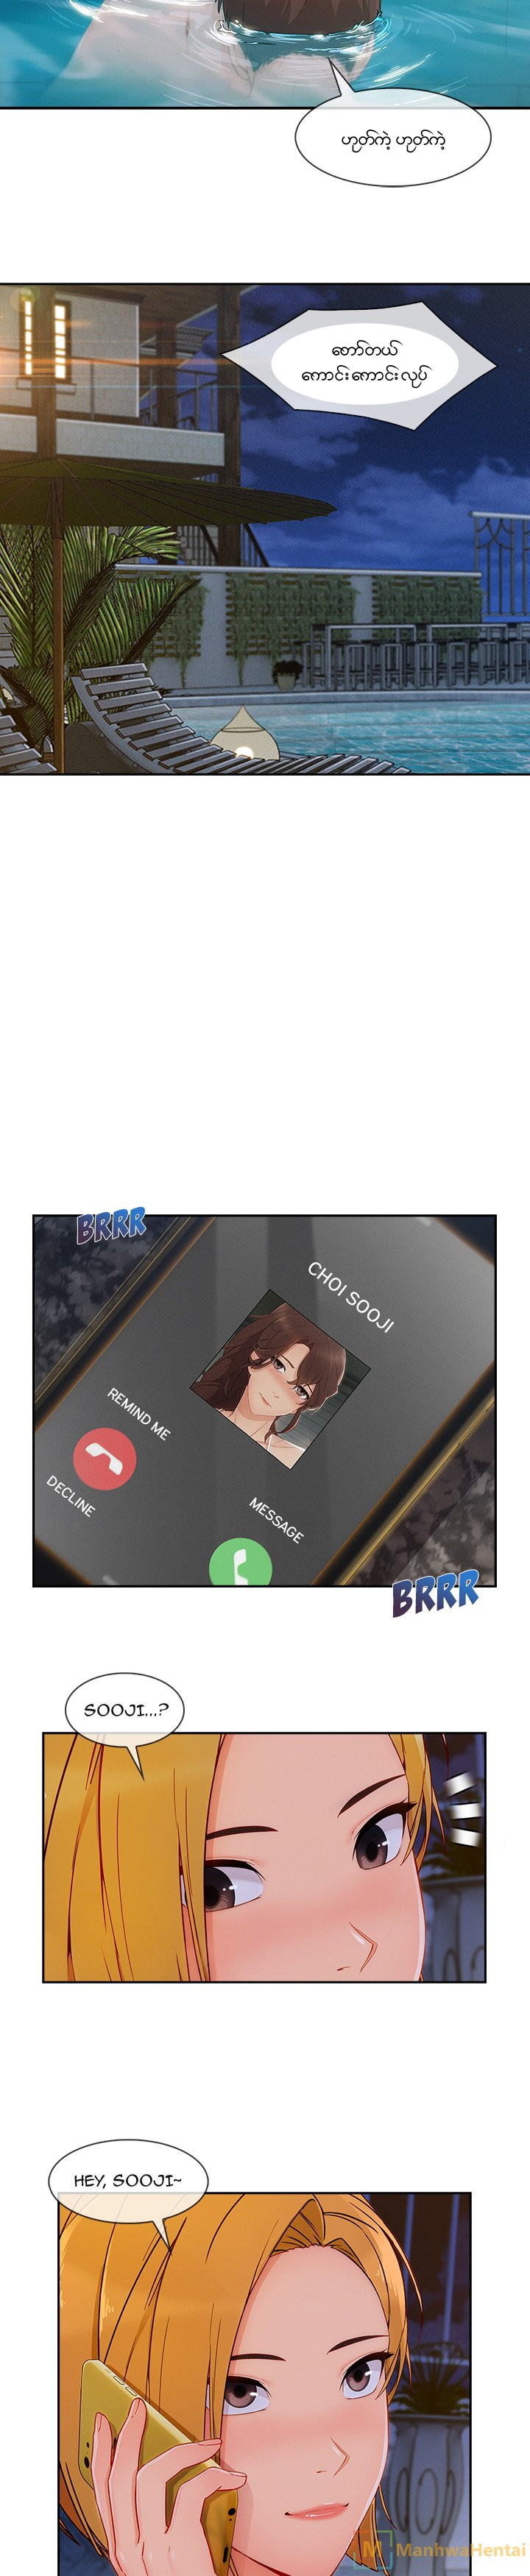 ဟုတ်ကဲ့ ဟုတ်ကဲ့
တော်တယ်
ကောင်းကောင်းလုပ်
BRRR
CHOI SOOJI
REMIND ME
DECLINE
MESSAGE
BRRR
SOOJI...?
HEY, SOOJI~
M ManhwaHentai